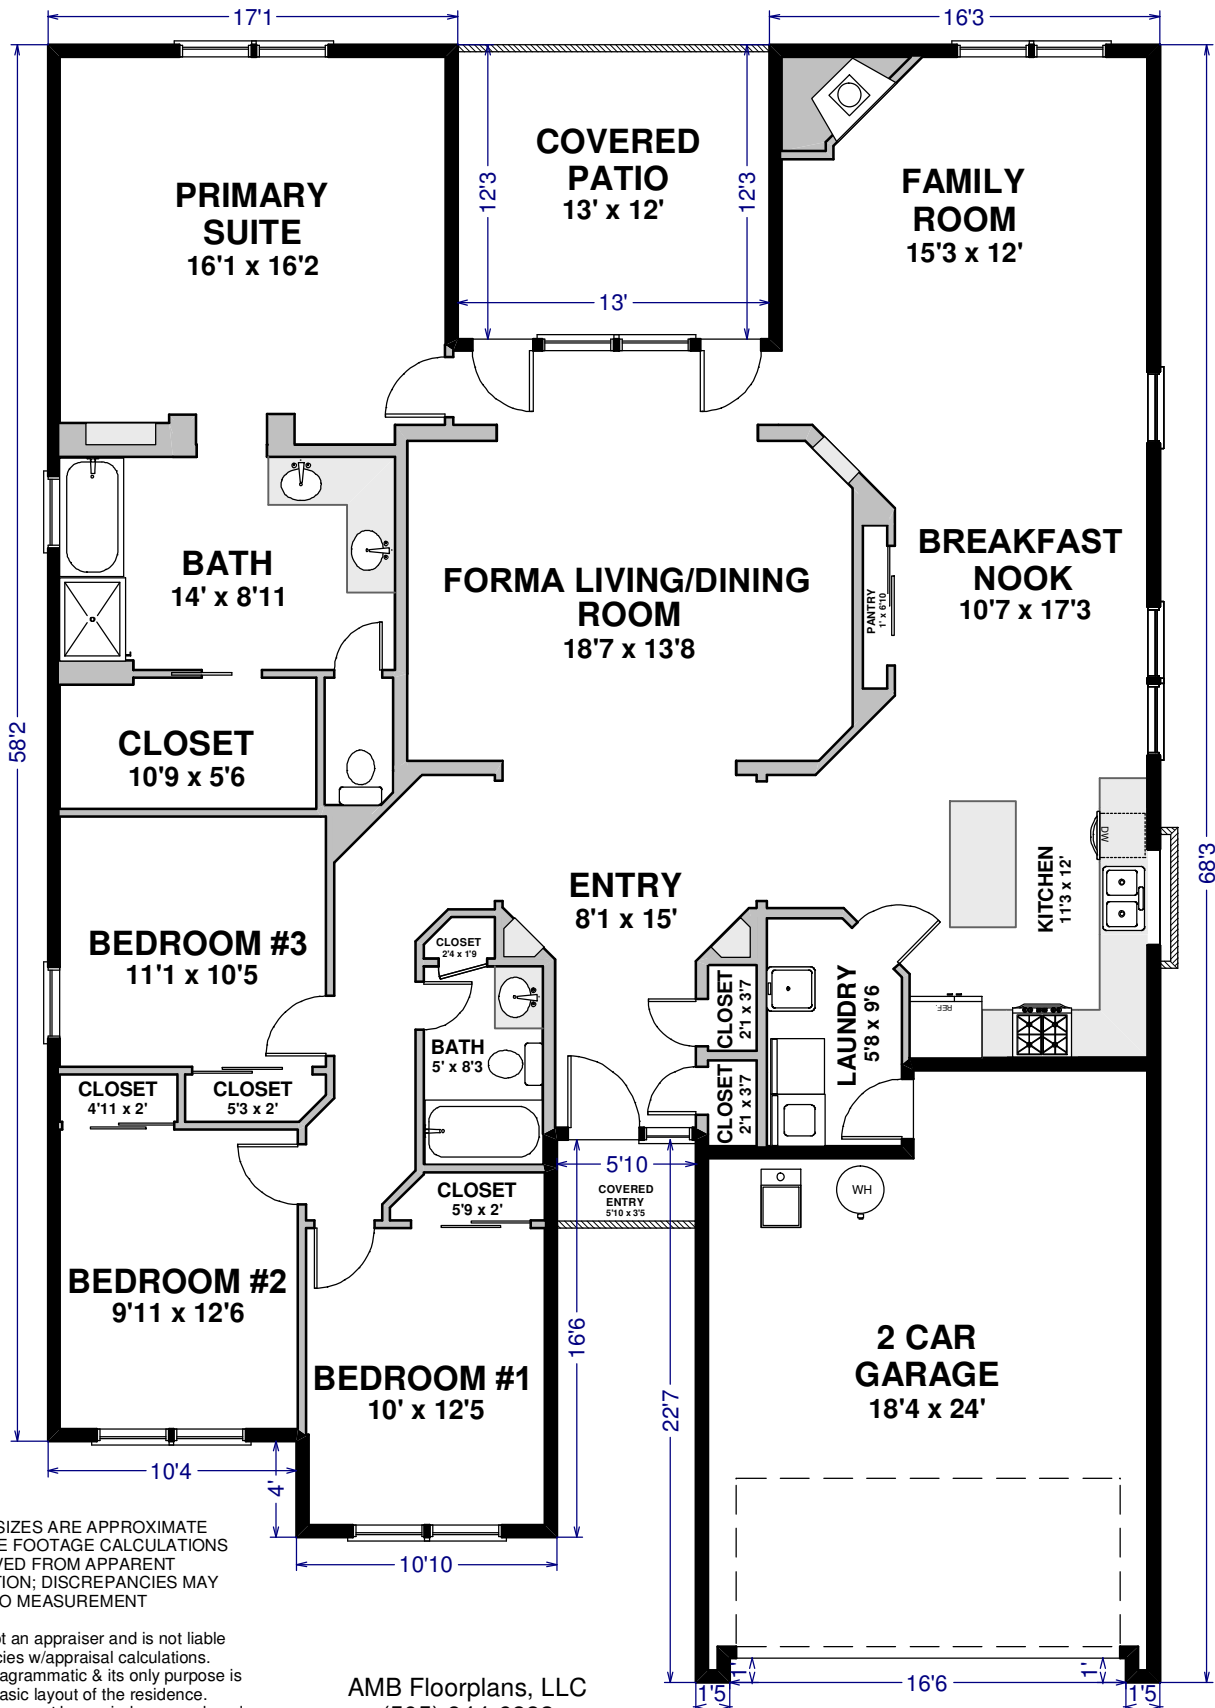 17'1
16'3
COVERED
PATIO
13' x 12'
12'3
12'3
13'
PRIMARY
SUITE
16'1 x 16'2
FAMILY
ROOM
15'3 x 12'
BATH
14' x 8'11
FORMA LIVING/DINING
ROOM
18'7 x 13'8
PANTRY
1' x 6'10
BREAKFAST
NOOK
10'7 x 17'3
58'2
68'3
CLOSET
10'9 x 5'6
ENTRY
8'1 x 15'
KITCHEN
11'3 x 12'
DW
REF.
BEDROOM #3
11'1 x 10'5
CLOSET
2'4 x 1'9
BATH
5' x 8'3
CLOSET
2'1 x 3'7
CLOSET
2'1 x 3'7
LAUNDRY
5'8 x 9'6
CLOSET
4'11 x 2'
CLOSET
5'3 x 2'
CLOSET
5'9 x 2'
5'10
COVERED
ENTRY
5'10 x 3'5
WH
BEDROOM #2
9'11 x 12'6
BEDROOM #1
10' x 12'5
16'6
22'7
2 CAR
GARAGE
18'4 x 24'
10'4
4'
10'10
1'
1'
1'5
16'6
1'5
SIZES ARE APPROXIMATE
E FOOTAGE CALCULATIONS
VED FROM APPARENT
TION; DISCREPANCIES MAY
O MEASUREMENT
ot an appraiser and is not liable
cies w/appraisal calculations.
agrammatic & its only purpose is
asic layout of the residence.
AMB Floorplans, LLC